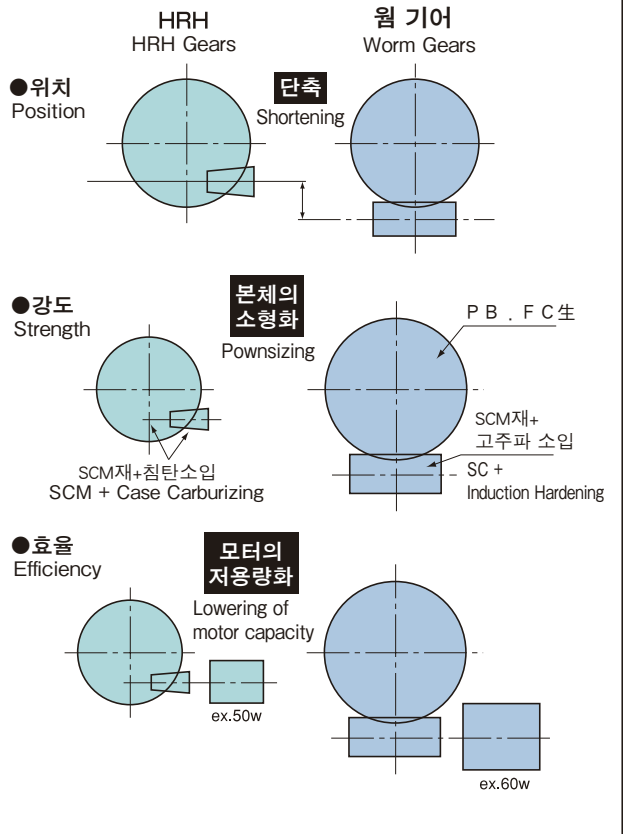 HRH
HRH Gears
웜 기어
Worm Gears
●위치
Position
단축
Shortening
●강도
Strength
본체의
소형화
Pownsizing
P B . F C 生
SCM재+침탄소입
SCM + Case Carburizing
SCM재+
고주파 소입
SC +
Induction Hardening
●효율
Efficiency
모터의
저용량화
Lowering of
motor capacity
ex.50w
ex.60w